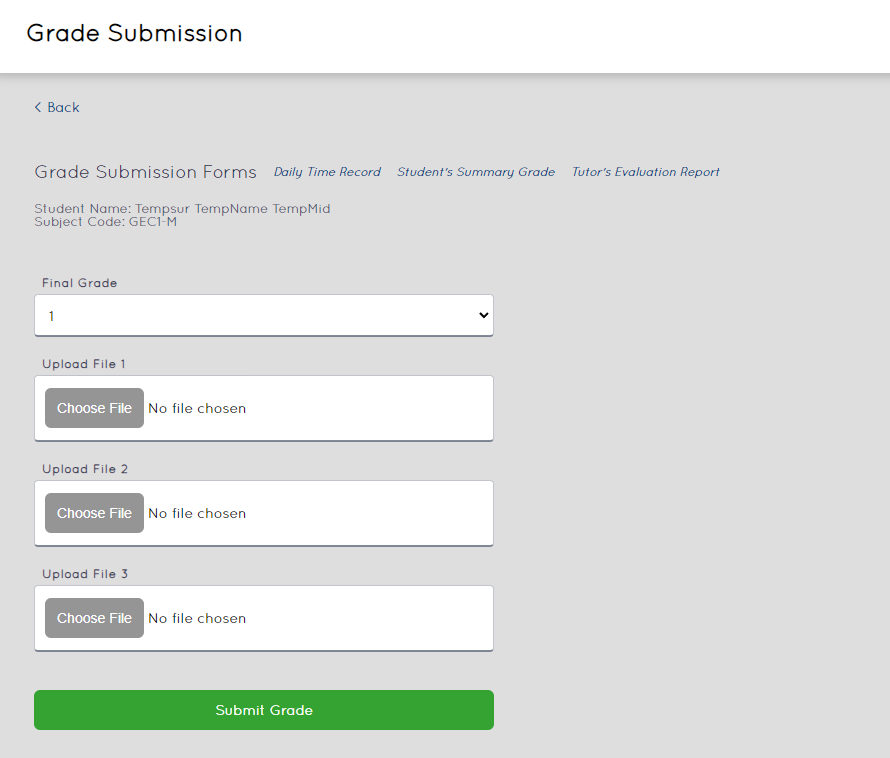 Grade Submission
< Back
Grade Submission Forms Daily Time Record Student's Summary Grade Tutor's Evaluation Report
Student Name: Tempsur TempName TempMid
Subject Code: GEC1-M
Final Grade
1
Upload File 1
Choose File No file chosen
Upload File 2
Choose File No file chosen
Upload File 3
Choose File No file chosen
Submit Grade